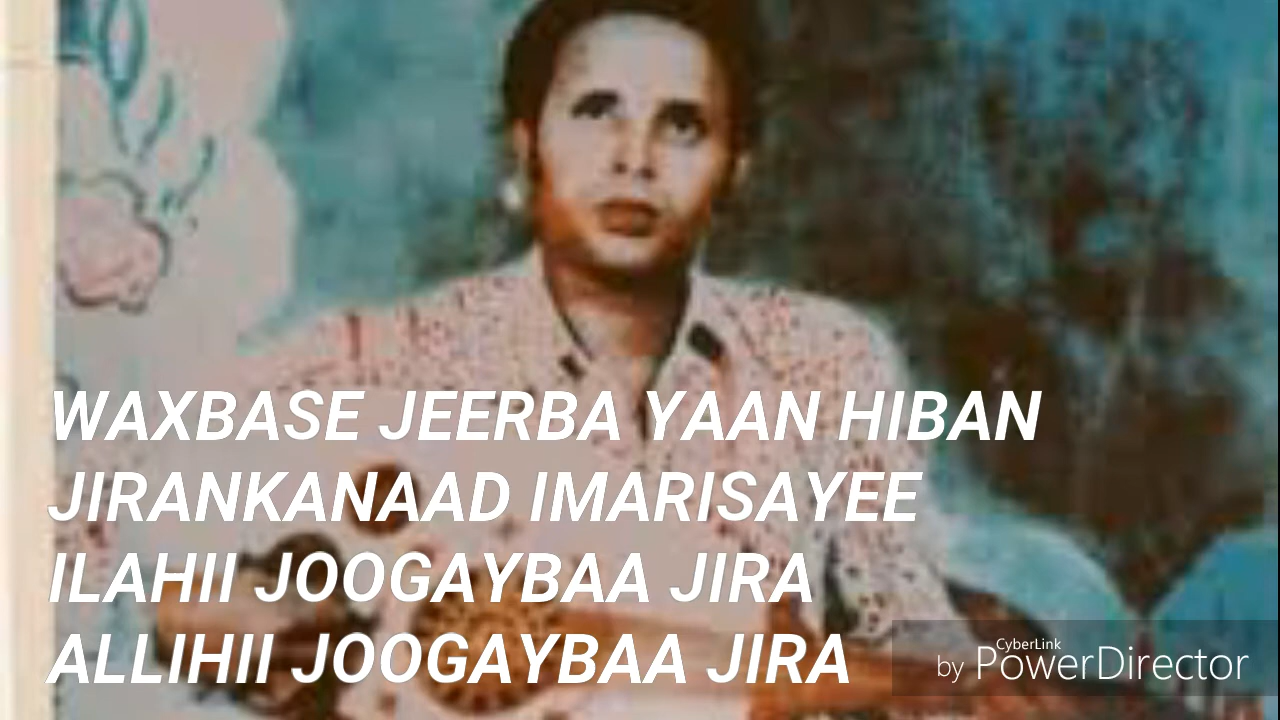 WAXBASE JEERBA YAAN HIBAN
JIRANKANAAD IMARISAYEE
ILAHII JOOGAYBAA JIRA
ALLIHII JOOGAYBAA JIRA
by CyberLink PowerDirector